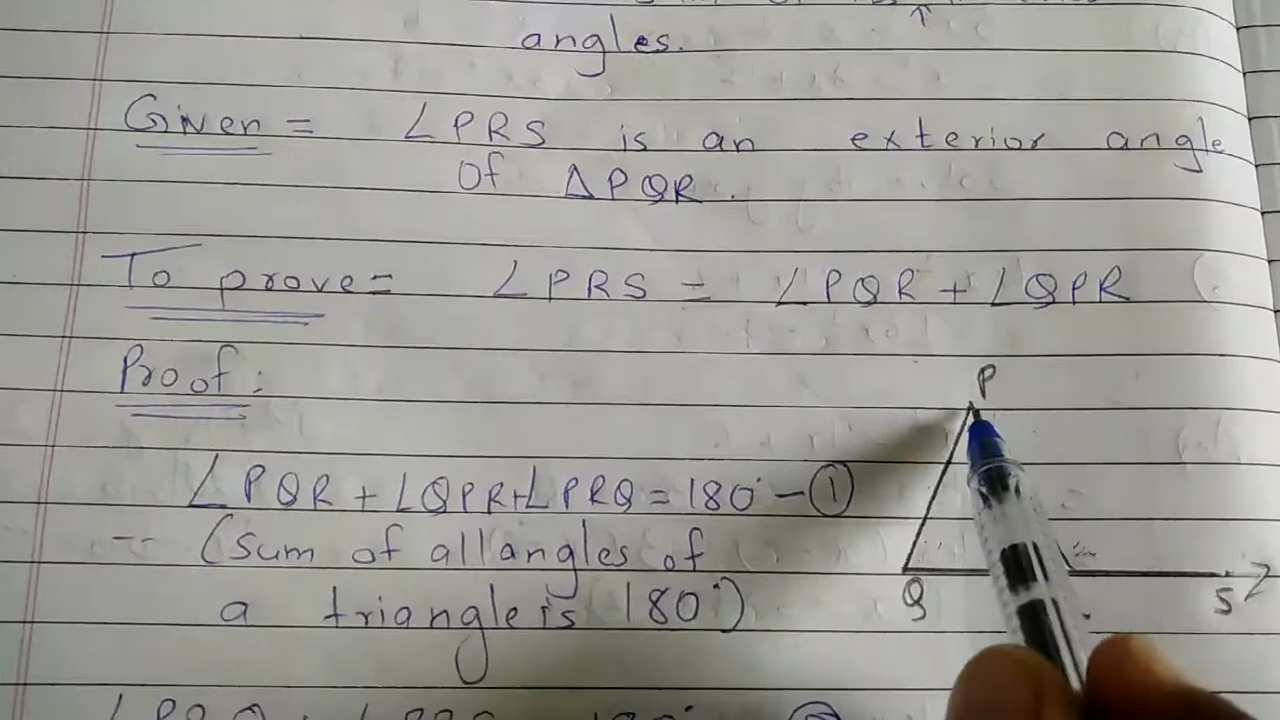 angles.
Given = ∠PRS is an exterior angle
of △PQR.
To prove = ∠PRS = ∠PQR + ∠QPR
Proof:
P
∠PQR + ∠QPR + ∠PRQ = 180° - ①
(Sum of all angles of
a triangle is 180°)
Q S